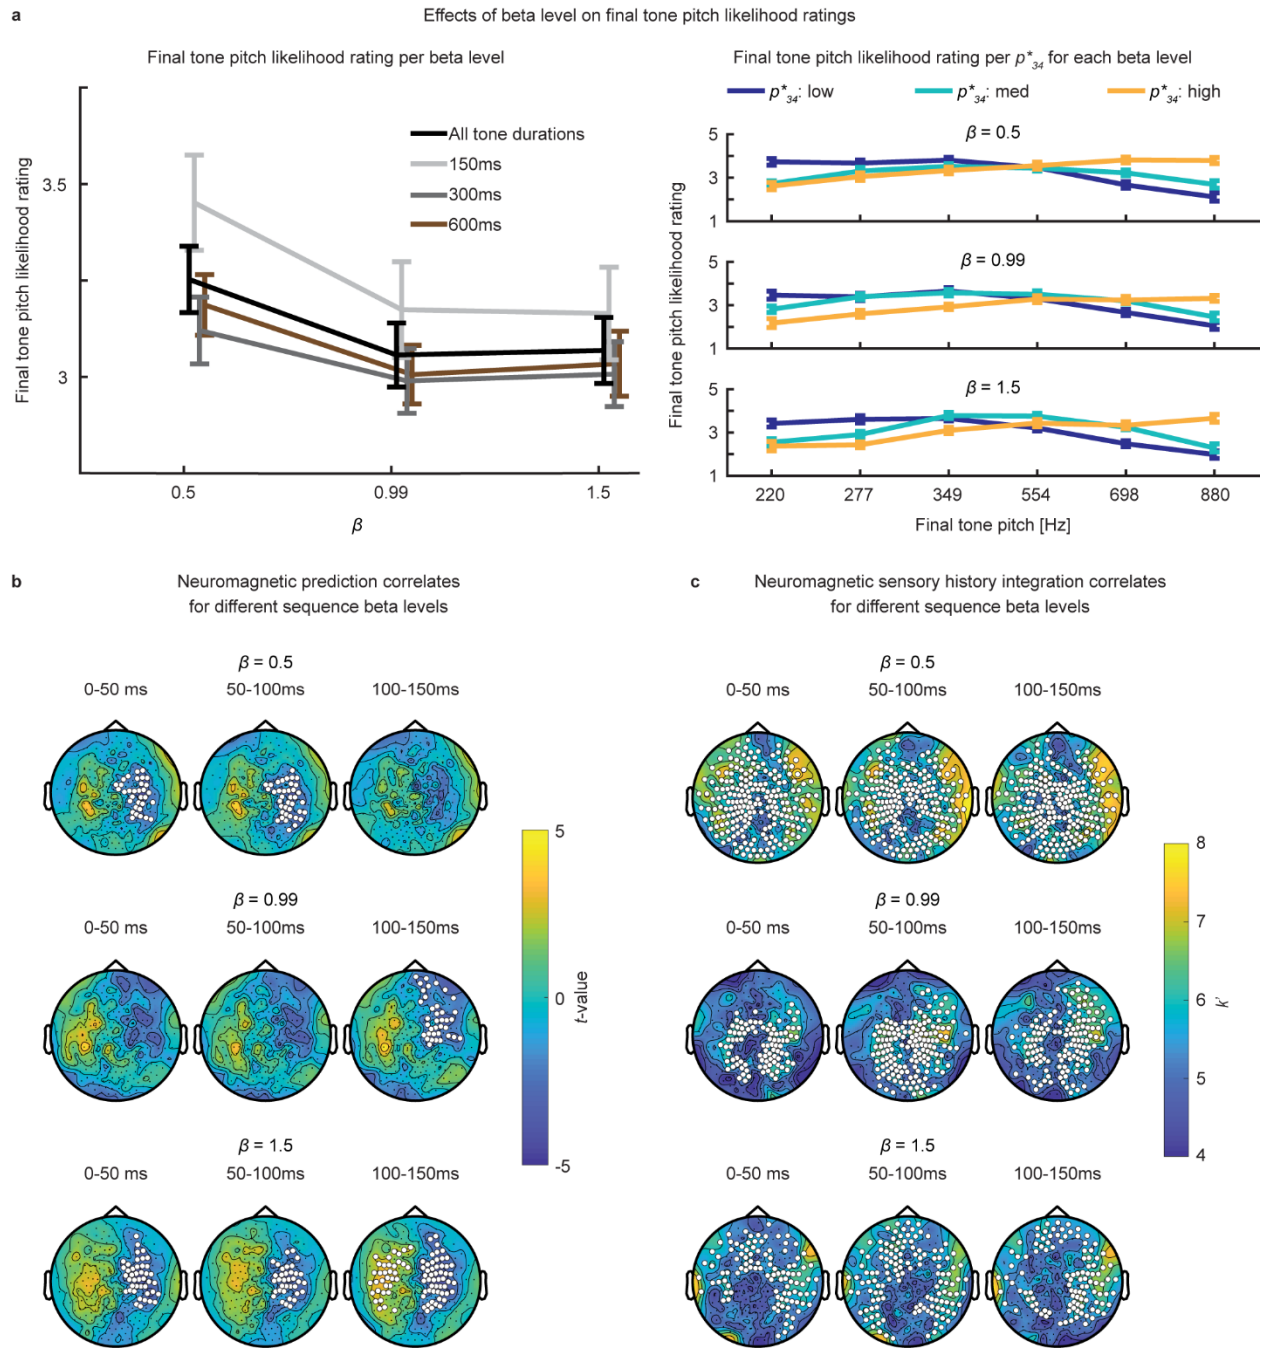 a
Effects of beta level on final tone pitch likelihood ratings
Final tone pitch likelihood rating per beta level
Final tone pitch likelihood rating
3.5
3
All tone durations
150ms
300ms
600ms
0.5
0.99
1.5
β
Final tone pitch likelihood rating per p*34 for each beta level
p*34: low
p*34: med
p*34: high
Final tone pitch likelihood rating
β = 0.5
5
3
1
β = 0.99
5
3
1
β = 1.5
5
3
1
220 277 349 554 698 880
Final tone pitch [Hz]
b
Neuromagnetic prediction correlates
for different sequence beta levels
β = 0.5
0-50 ms 50-100ms 100-150ms
β = 0.99
0-50 ms 50-100ms 100-150ms
β = 1.5
0-50 ms 50-100ms 100-150ms
5
0
-5
t-value
c
Neuromagnetic sensory history integration correlates
for different sequence beta levels
β = 0.5
0-50 ms 50-100ms 100-150ms
β = 0.99
0-50 ms 50-100ms 100-150ms
β = 1.5
0-50 ms 50-100ms 100-150ms
8
7
6
5
4
k'